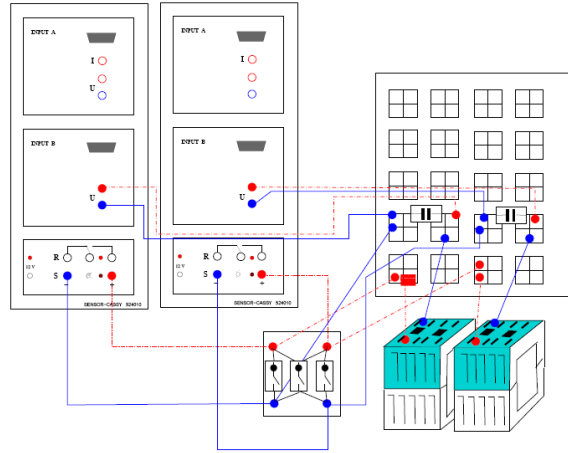 INPUT A
I
U
INPUT B
U
R
12 V
S
−
+
SENSOR-CASSY 524010
INPUT A
I
U
INPUT B
U
R
12 V
S
−
+
SENSOR-CASSY 524010